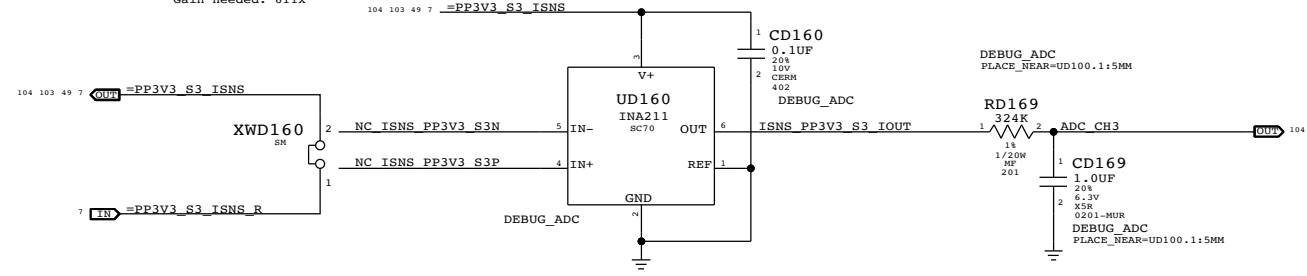 Gain needed: 611x
104 103 49 7 =PP3V3_S3_ISNS
1 CD160
0.1UF
20%
10V
2 CERM
402
DEBUG_ADC
DEBUG_ADC
PLACE_NEAR=UD100.1:5MM
3
V+
104 103 49 7 OUT =PP3V3_S3_ISNS
UD160
INA211
SC70
RD169
324K
XWD160
SM
2 NC_ISNS_PP3V3_S3N 5 IN- OUT 6 ISNS_PP3V3_S3_IOUT 1 2 ADC_CH3 OUT 104
1%
1/20W
MF
201
NC_ISNS_PP3V3_S3P 4 IN+ REF 1
1
1 CD169
1.0UF
20%
6.3V
2 X5R
0201-MUR
DEBUG_ADC
PLACE_NEAR=UD100.1:5MM
GND
2
7 IN =PP3V3_S3_ISNS_R
DEBUG_ADC